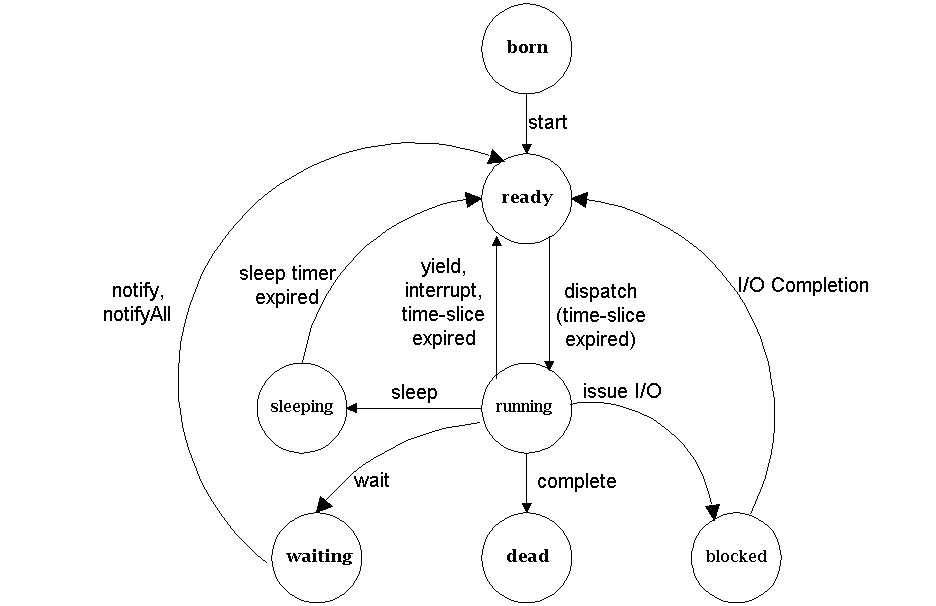 born
start
ready
notify,
notifyAll
sleep timer
expired
yield,
interrupt,
time-slice
expired
dispatch
(time-slice
expired)
I/O Completion
sleeping
sleep
running
issue I/O
wait
complete
waiting
dead
blocked